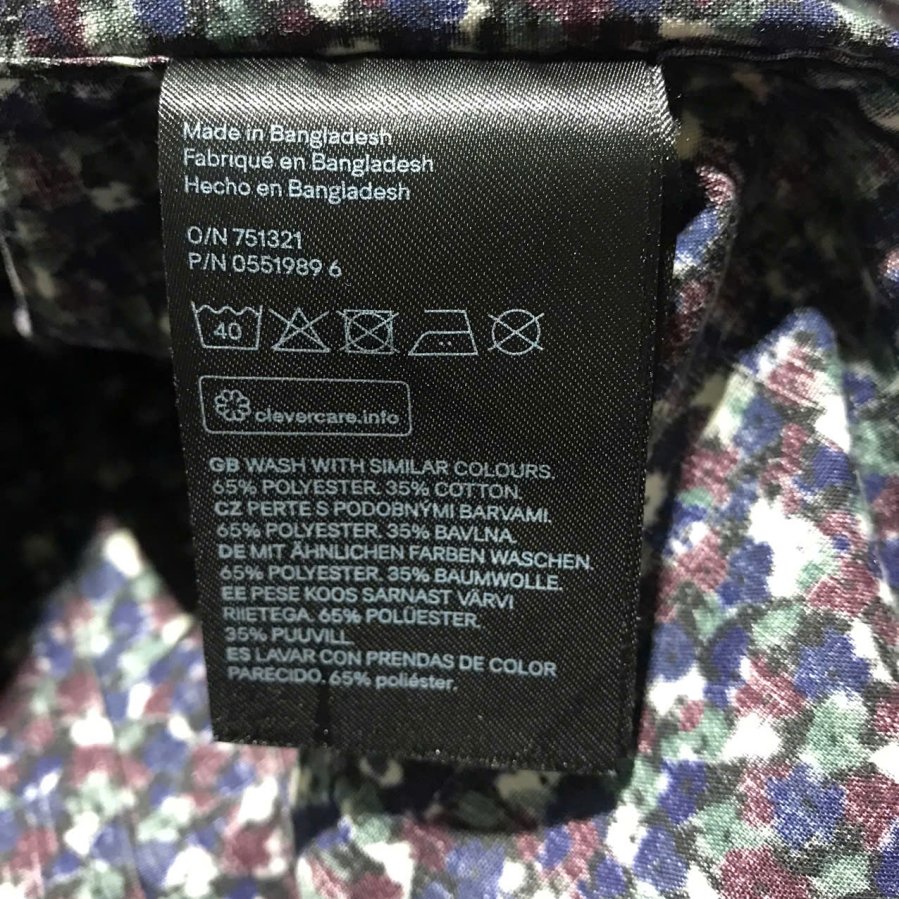 Made in Bangladesh
Fabriqué en Bangladesh
Hecho en Bangladesh
O/N 751321
P/N 0551989 6
40
clevercare.info
GB WASH WITH SIMILAR COLOURS.
65% POLYESTER. 35% COTTON.
CZ PERTE S PODOBNÝMI BARVAMI.
65% POLYESTER. 35% BAVLNA.
DE MIT ÄHNLICHEN FARBEN WASCHEN.
65% POLYESTER. 35% BAUMWOLLE.
EE PESE KOOS SARNAST VÄRVI
RIIETEGA. 65% POLÜESTER.
35% PUUVILL
ES LAVAR CON PRENDAS DE COLOR
PARECIDO. 65% poliéster.